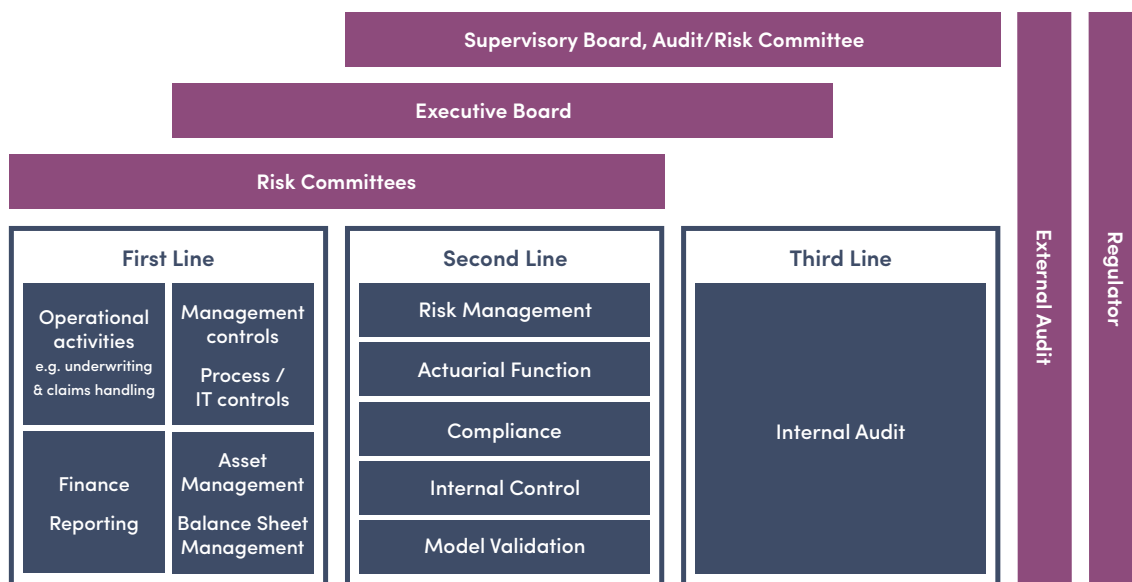 Supervisory Board, Audit/Risk Committee
Executive Board
Risk Committees
First Line
Operational
activities
e.g. underwriting
& claims handling
Management
controls
Process /
IT controls
Finance
Reporting
Asset
Management
Balance Sheet
Management
Second Line
Risk Management
Actuarial Function
Compliance
Internal Control
Model Validation
Third Line
Internal Audit
External Audit
Regulator